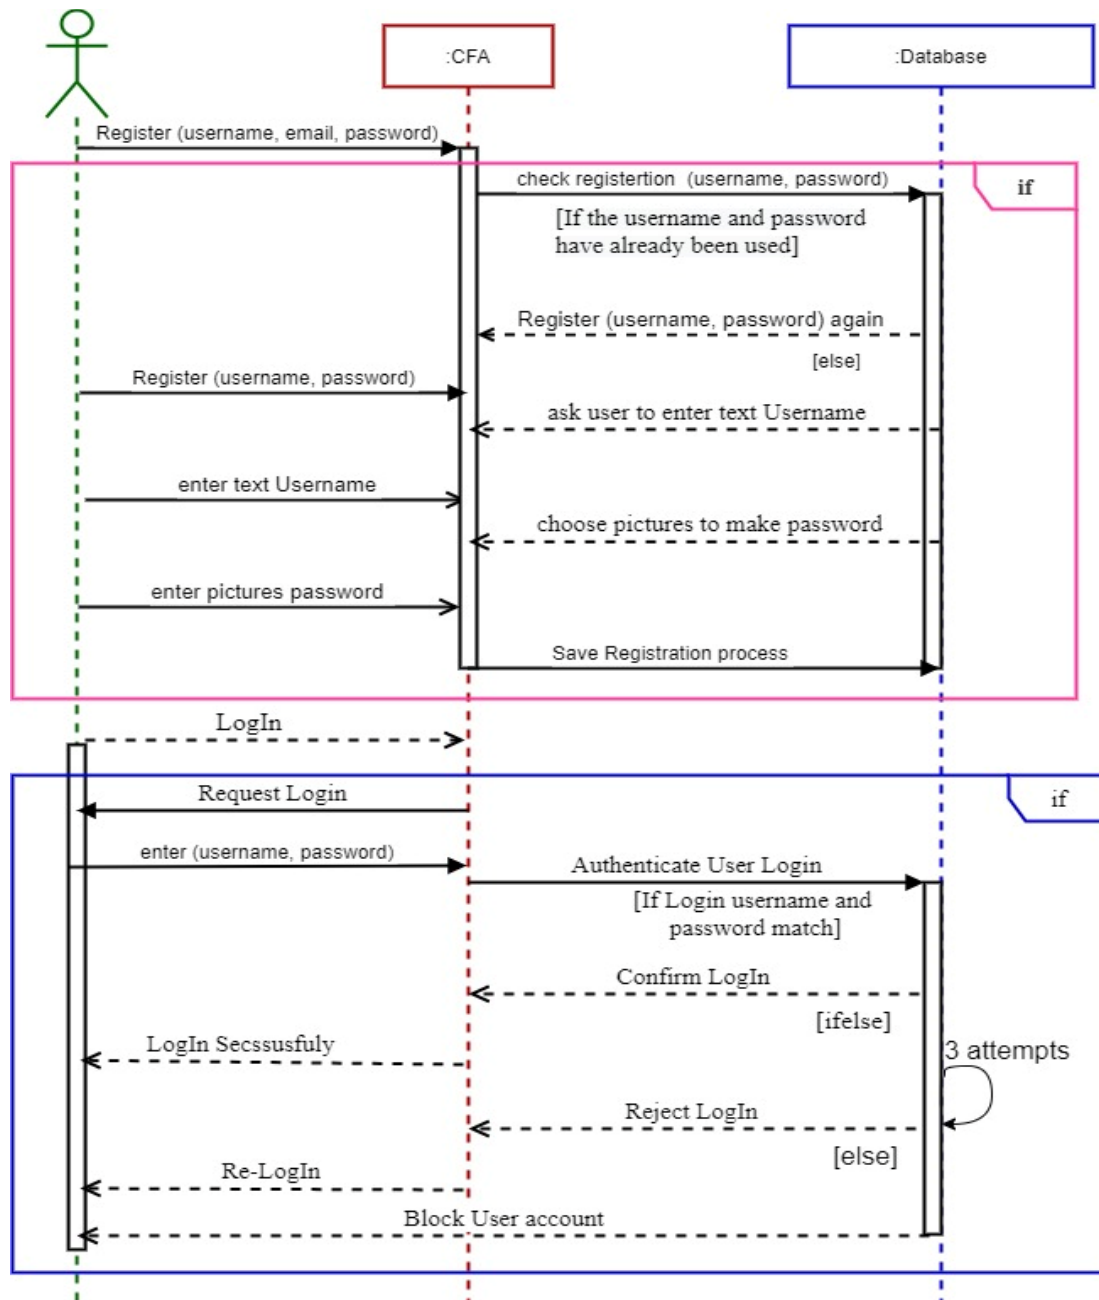 :CFA
:Database
Register (username, email, password)
if
check registertion  (username, password)
[If the username and password
have already been used]
Register (username, password) again
[else]
Register (username, password)
ask user to enter text Username
enter text Username
choose pictures to make password
enter pictures password
Save Registration process
LogIn
if
Request Login
enter (username, password)
Authenticate User Login
[If Login username and
password match]
Confirm LogIn
[ifelse]
LogIn Secssusfuly
3 attempts
Reject LogIn
[else]
Re-LogIn
Block User account